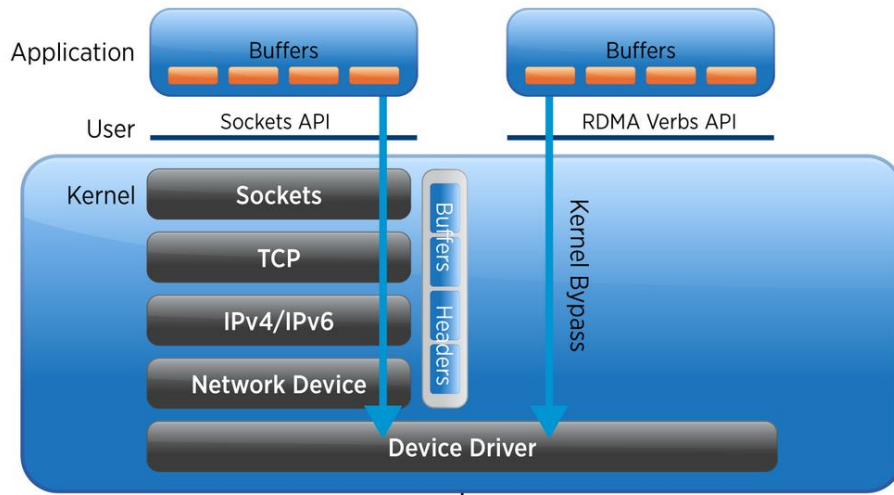 Application
Buffers
Buffers
User
Sockets API
RDMA Verbs API
Kernel
Sockets
TCP
IPv4/IPv6
Network Device
Buffers
Headers
Kernel Bypass
Device Driver